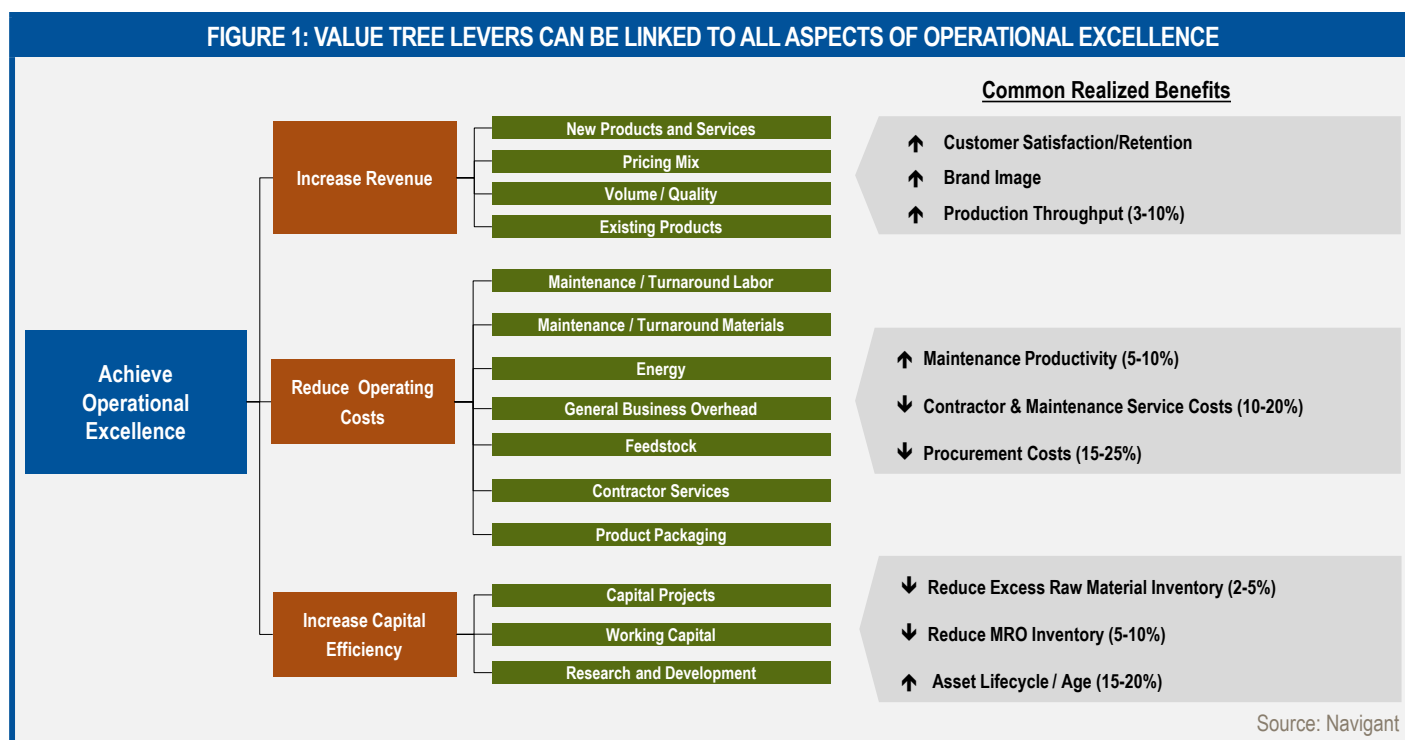 FIGURE 1: VALUE TREE LEVERS CAN BE LINKED TO ALL ASPECTS OF OPERATIONAL EXCELLENCE
Common Realized Benefits
Achieve
Operational
Excellence
Increase Revenue
New Products and Services
Pricing Mix
Volume / Quality
Existing Products
↑ Customer Satisfaction/Retention
↑ Brand Image
↑ Production Throughput (3-10%)
Reduce Operating
Costs
Maintenance / Turnaround Labor
Maintenance / Turnaround Materials
Energy
General Business Overhead
Feedstock
Contractor Services
Product Packaging
↑ Maintenance Productivity (5-10%)
↓ Contractor & Maintenance Service Costs (10-20%)
↓ Procurement Costs (15-25%)
Increase Capital
Efficiency
Capital Projects
Working Capital
Research and Development
↓ Reduce Excess Raw Material Inventory (2-5%)
↓ Reduce MRO Inventory (5-10%)
↑ Asset Lifecycle / Age (15-20%)
Source: Navigant